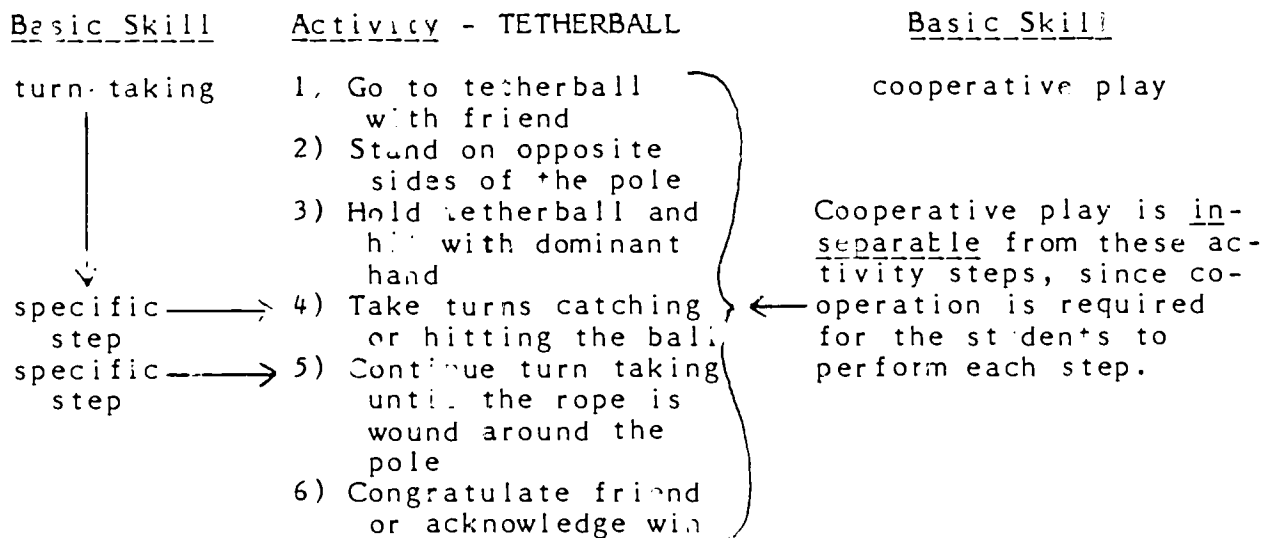 Basic Skill
Activity - TETHERBALL
Basic Skill
turn taking
1, Go to tetherball
with friend
2) Stand on opposite
sides of the pole
3) Hold tetherball and
hit with dominant
hand
4) Take turns catching
or hitting the ball
5) Continue turn taking
until the rope is
wound around the
pole
6) Congratulate friend
or acknowledge win
specific
step
specific
step
cooperative play
Cooperative play is in-
separable from these ac-
tivity steps, since co-
operation is required
for the students to
perform each step.